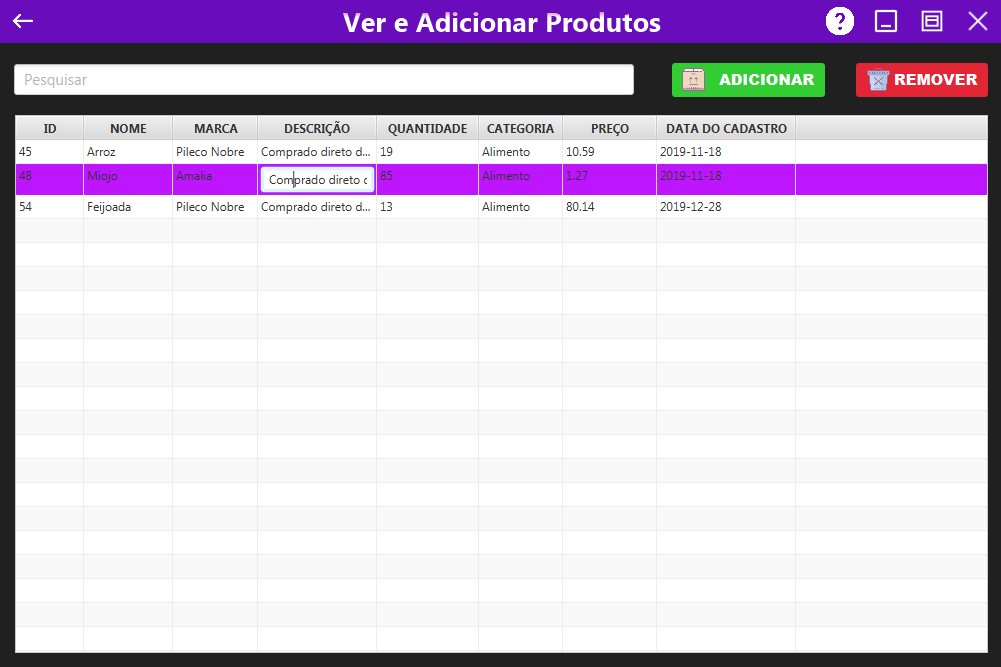 Ver e Adicionar Produtos ?
Pesquisar ADICIONAR REMOVER
ID NOME MARCA DESCRIÇÃO QUANTIDADE CATEGORIA PREÇO DATA DO CADASTRO
45 Arroz Pileco Nobre Comprado direto d... 19 Alimento 10.59 2019-11-18
48 Miojo Amalia Comprado direto d 85 Alimento 1.27 2019-11-18
54 Feijoada Pileco Nobre Comprado direto d... 13 Alimento 80.14 2019-12-28